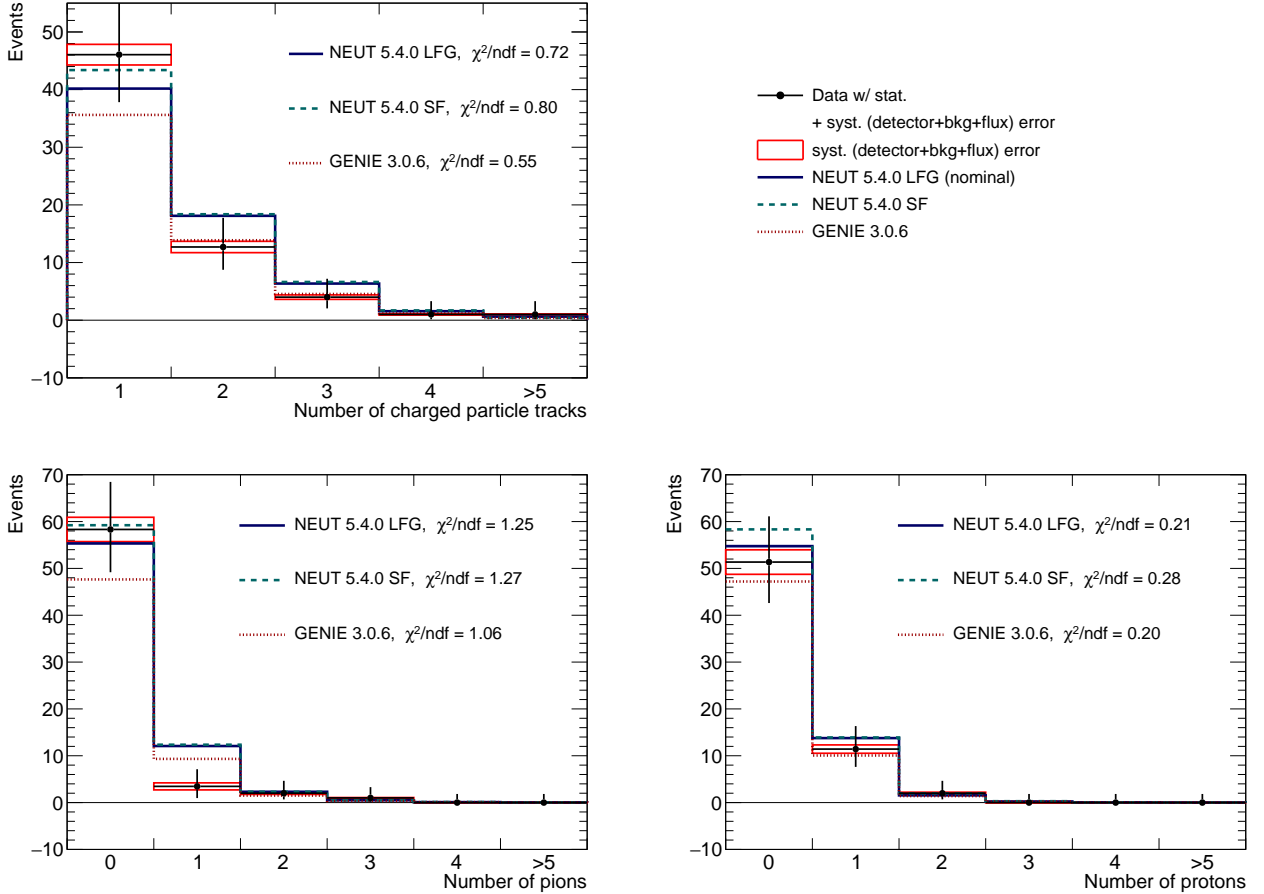 Events
50
40
30
20
10
0
−10
1 2 3 4 >5
Number of charged particle tracks
NEUT 5.4.0 LFG, χ²/ndf = 0.72
NEUT 5.4.0 SF, χ²/ndf = 0.80
GENIE 3.0.6, χ²/ndf = 0.55
Data w/ stat.
+ syst. (detector+bkg+flux) error
syst. (detector+bkg+flux) error
NEUT 5.4.0 LFG (nominal)
NEUT 5.4.0 SF
GENIE 3.0.6
Events
70
60
50
40
30
20
10
0
−10
0 1 2 3 4 >5
Number of pions
NEUT 5.4.0 LFG, χ²/ndf = 1.25
NEUT 5.4.0 SF, χ²/ndf = 1.27
GENIE 3.0.6, χ²/ndf = 1.06
Events
70
60
50
40
30
20
10
0
−10
0 1 2 3 4 >5
Number of protons
NEUT 5.4.0 LFG, χ²/ndf = 0.21
NEUT 5.4.0 SF, χ²/ndf = 0.28
GENIE 3.0.6, χ²/ndf = 0.20